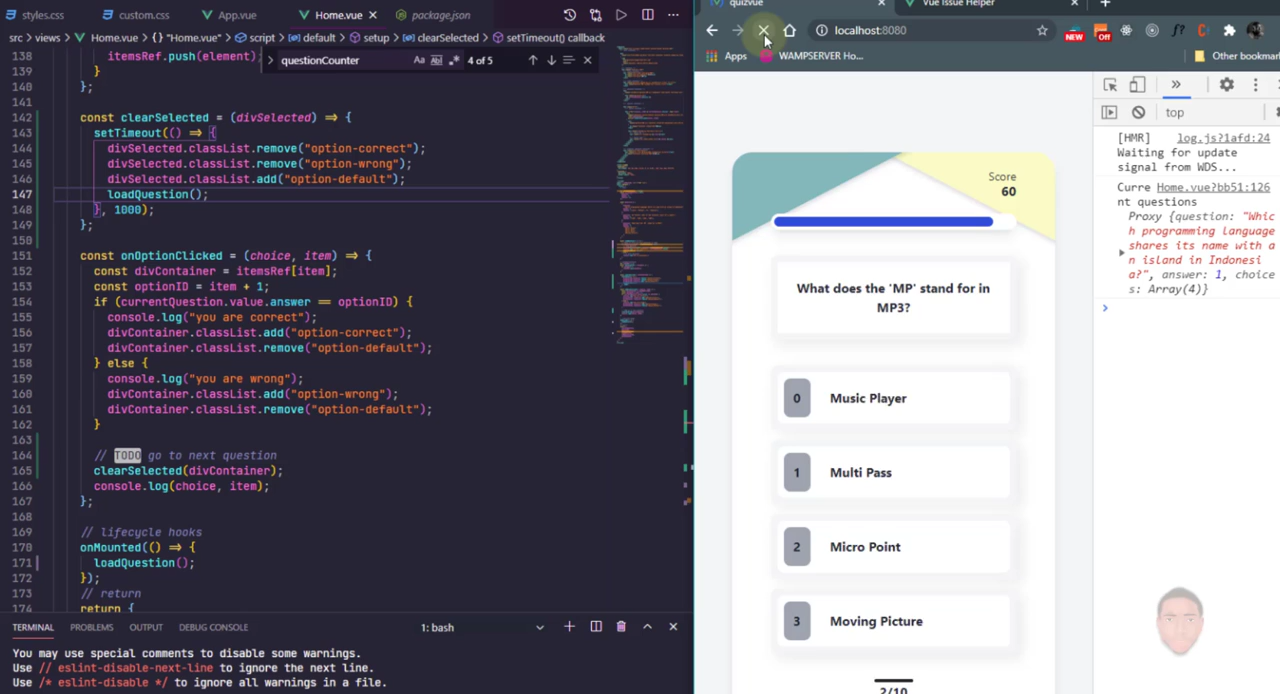 styles.css custom.css App.vue Home.vue package.json
src > views > Home.vue > {} "Home.vue" > script > default > setup > clearSelected > setTimeout() callback
questionCounter Aa Ab| .* 4 of 5
138 itemsRef.push(element);
139 }
140 };
141
142 const clearSelected = (divSelected) => {
143 setTimeout(() => {
144 divSelected.classList.remove("option-correct");
145 divSelected.classList.remove("option-wrong");
146 divSelected.classList.add("option-default");
147 loadQuestion();
148 }, 1000);
149 };
150
151 const onOptionClicked = (choice, item) => {
152 const divContainer = itemsRef[item];
153 const optionID = item + 1;
154 if (currentQuestion.value.answer == optionID) {
155 console.log("you are correct");
156 divContainer.classList.add("option-correct");
157 divContainer.classList.remove("option-default");
158 } else {
159 console.log("you are wrong");
160 divContainer.classList.add("option-wrong");
161 divContainer.classList.remove("option-default");
162 }
163
164 // TODO go to next question
165 clearSelected(divContainer);
166 console.log(choice, item);
167 };
168
169 // lifecycle hooks
170 onMounted(() => {
171 loadQuestion();
172 });
173 // return
174 return {
TERMINAL PROBLEMS OUTPUT DEBUG CONSOLE 1: bash
You may use special comments to disable some warnings.
Use // eslint-disable-next-line to ignore the next line.
Use /* eslint-disable */ to ignore all warnings in a file.
quizvue Vue Issue Helper
localhost:8080 NEW Off f?
Apps WAMPSERVER Ho... Other bookmar
Score
60
What does the 'MP' stand for in
MP3?
0 Music Player
1 Multi Pass
2 Micro Point
3 Moving Picture
2/10
top
[HMR] log.js?1afd:24
Waiting for update
signal from WDS...
Curre Home.vue?bb51:126
nt questions
Proxy {question: "Whic
h programming language
shares its name with a
n island in Indonesi
a?", answer: 1, choice
s: Array(4)}